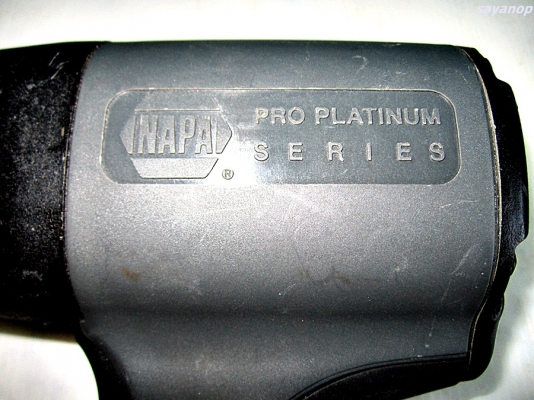 sayanop
NAPA ®
PRO PLATINUM
SERIES